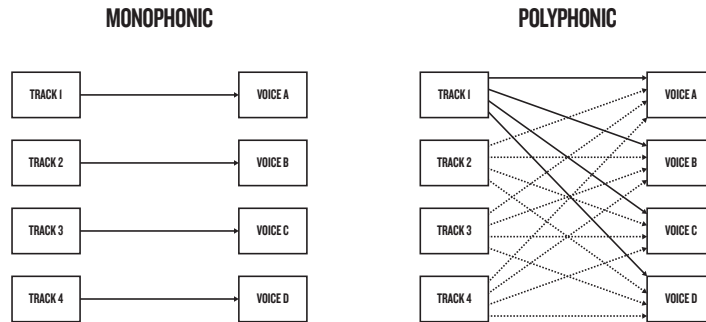 MONOPHONIC
TRACK 1
VOICE A
TRACK 2
VOICE B
TRACK 3
VOICE C
TRACK 4
VOICE D
POLYPHONIC
TRACK 1
VOICE A
TRACK 2
VOICE B
TRACK 3
VOICE C
TRACK 4
VOICE D